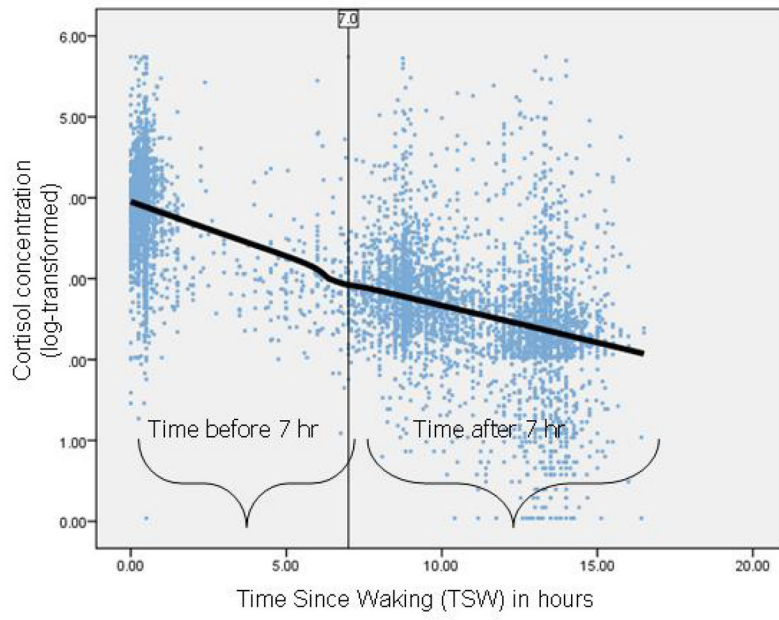 7.0
6.00
5.00
.00
.00
.00
1.00
0.00
Cortisol concentration
(log-transformed)
Time before 7 hr
Time after 7 hr
0.00
5.00
10.00
15.00
20.00
Time Since Waking (TSW) in hours